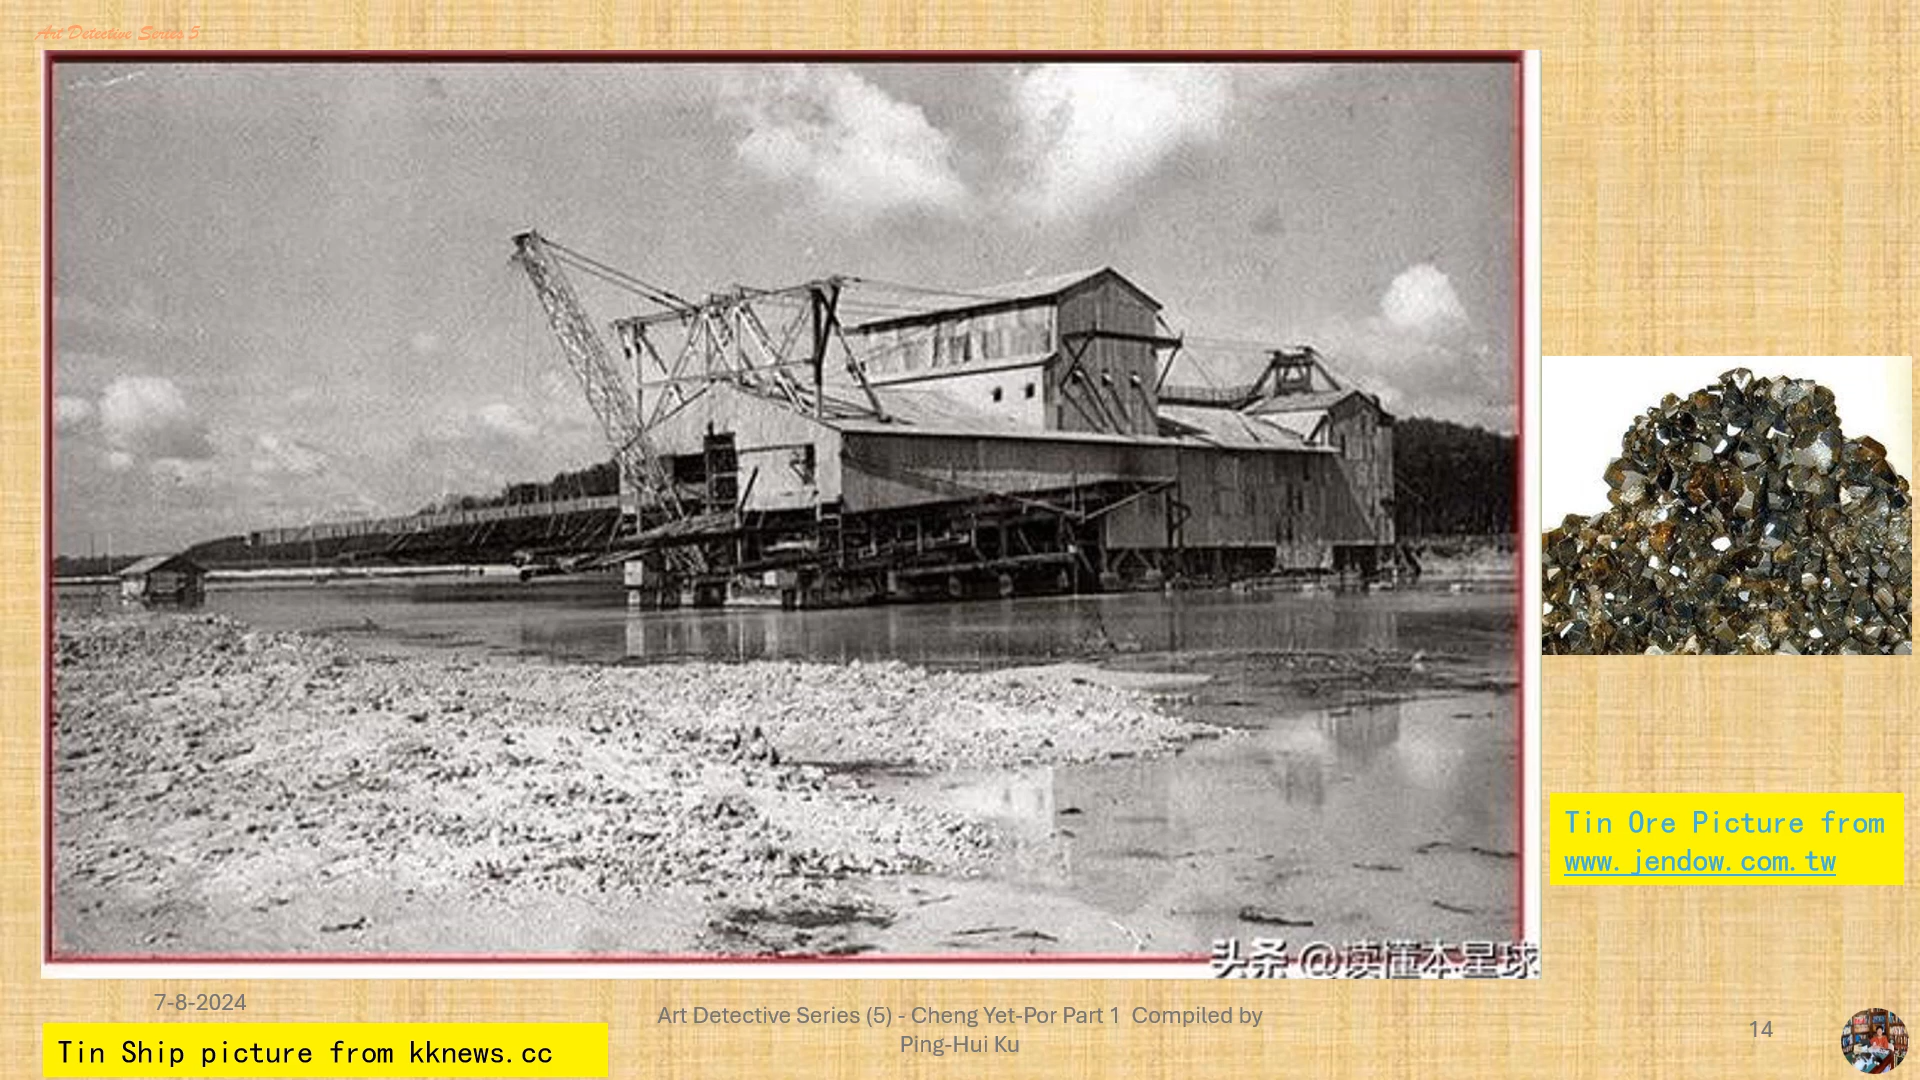 Art Detective Series 5
头条 @读懂本星球
Tin Ore Picture from
www.jendow.com.tw
7-8-2024
Tin Ship picture from kknews.cc
Art Detective Series (5) - Cheng Yet-Por Part 1 Compiled by
Ping-Hui Ku
14